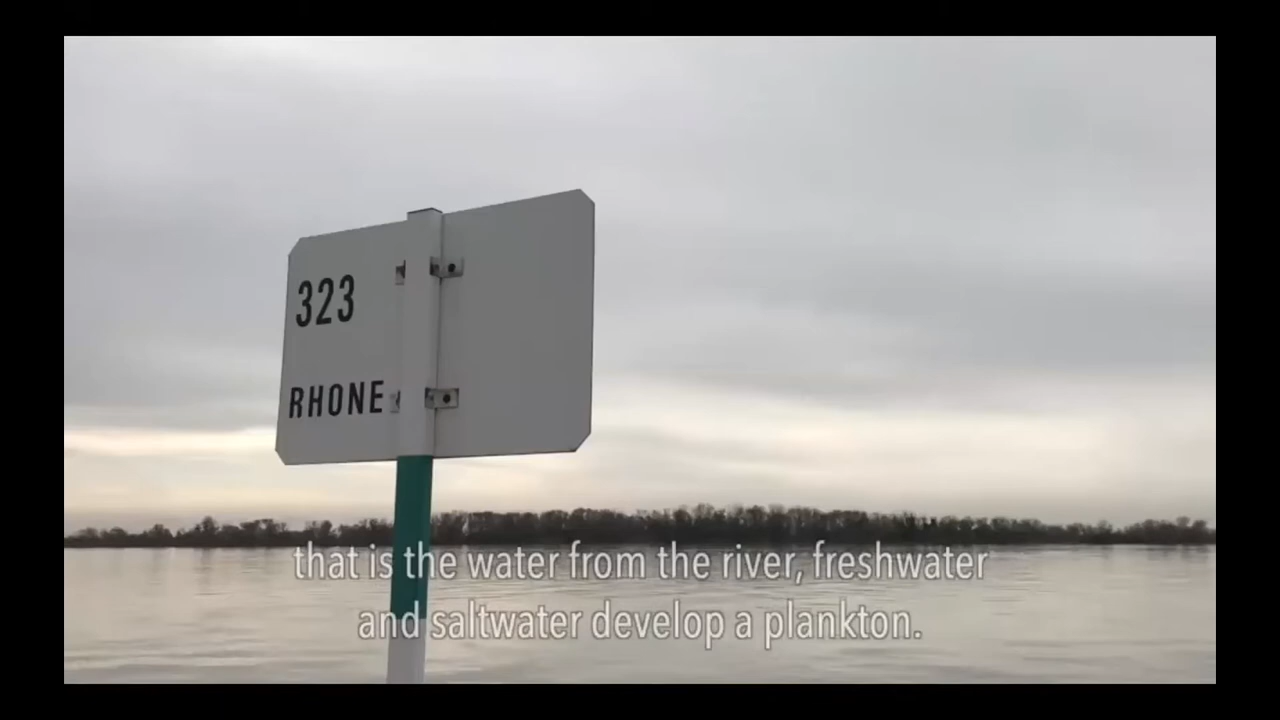 323
RHONE
that is the water from the river, freshwater
and saltwater develop a plankton.